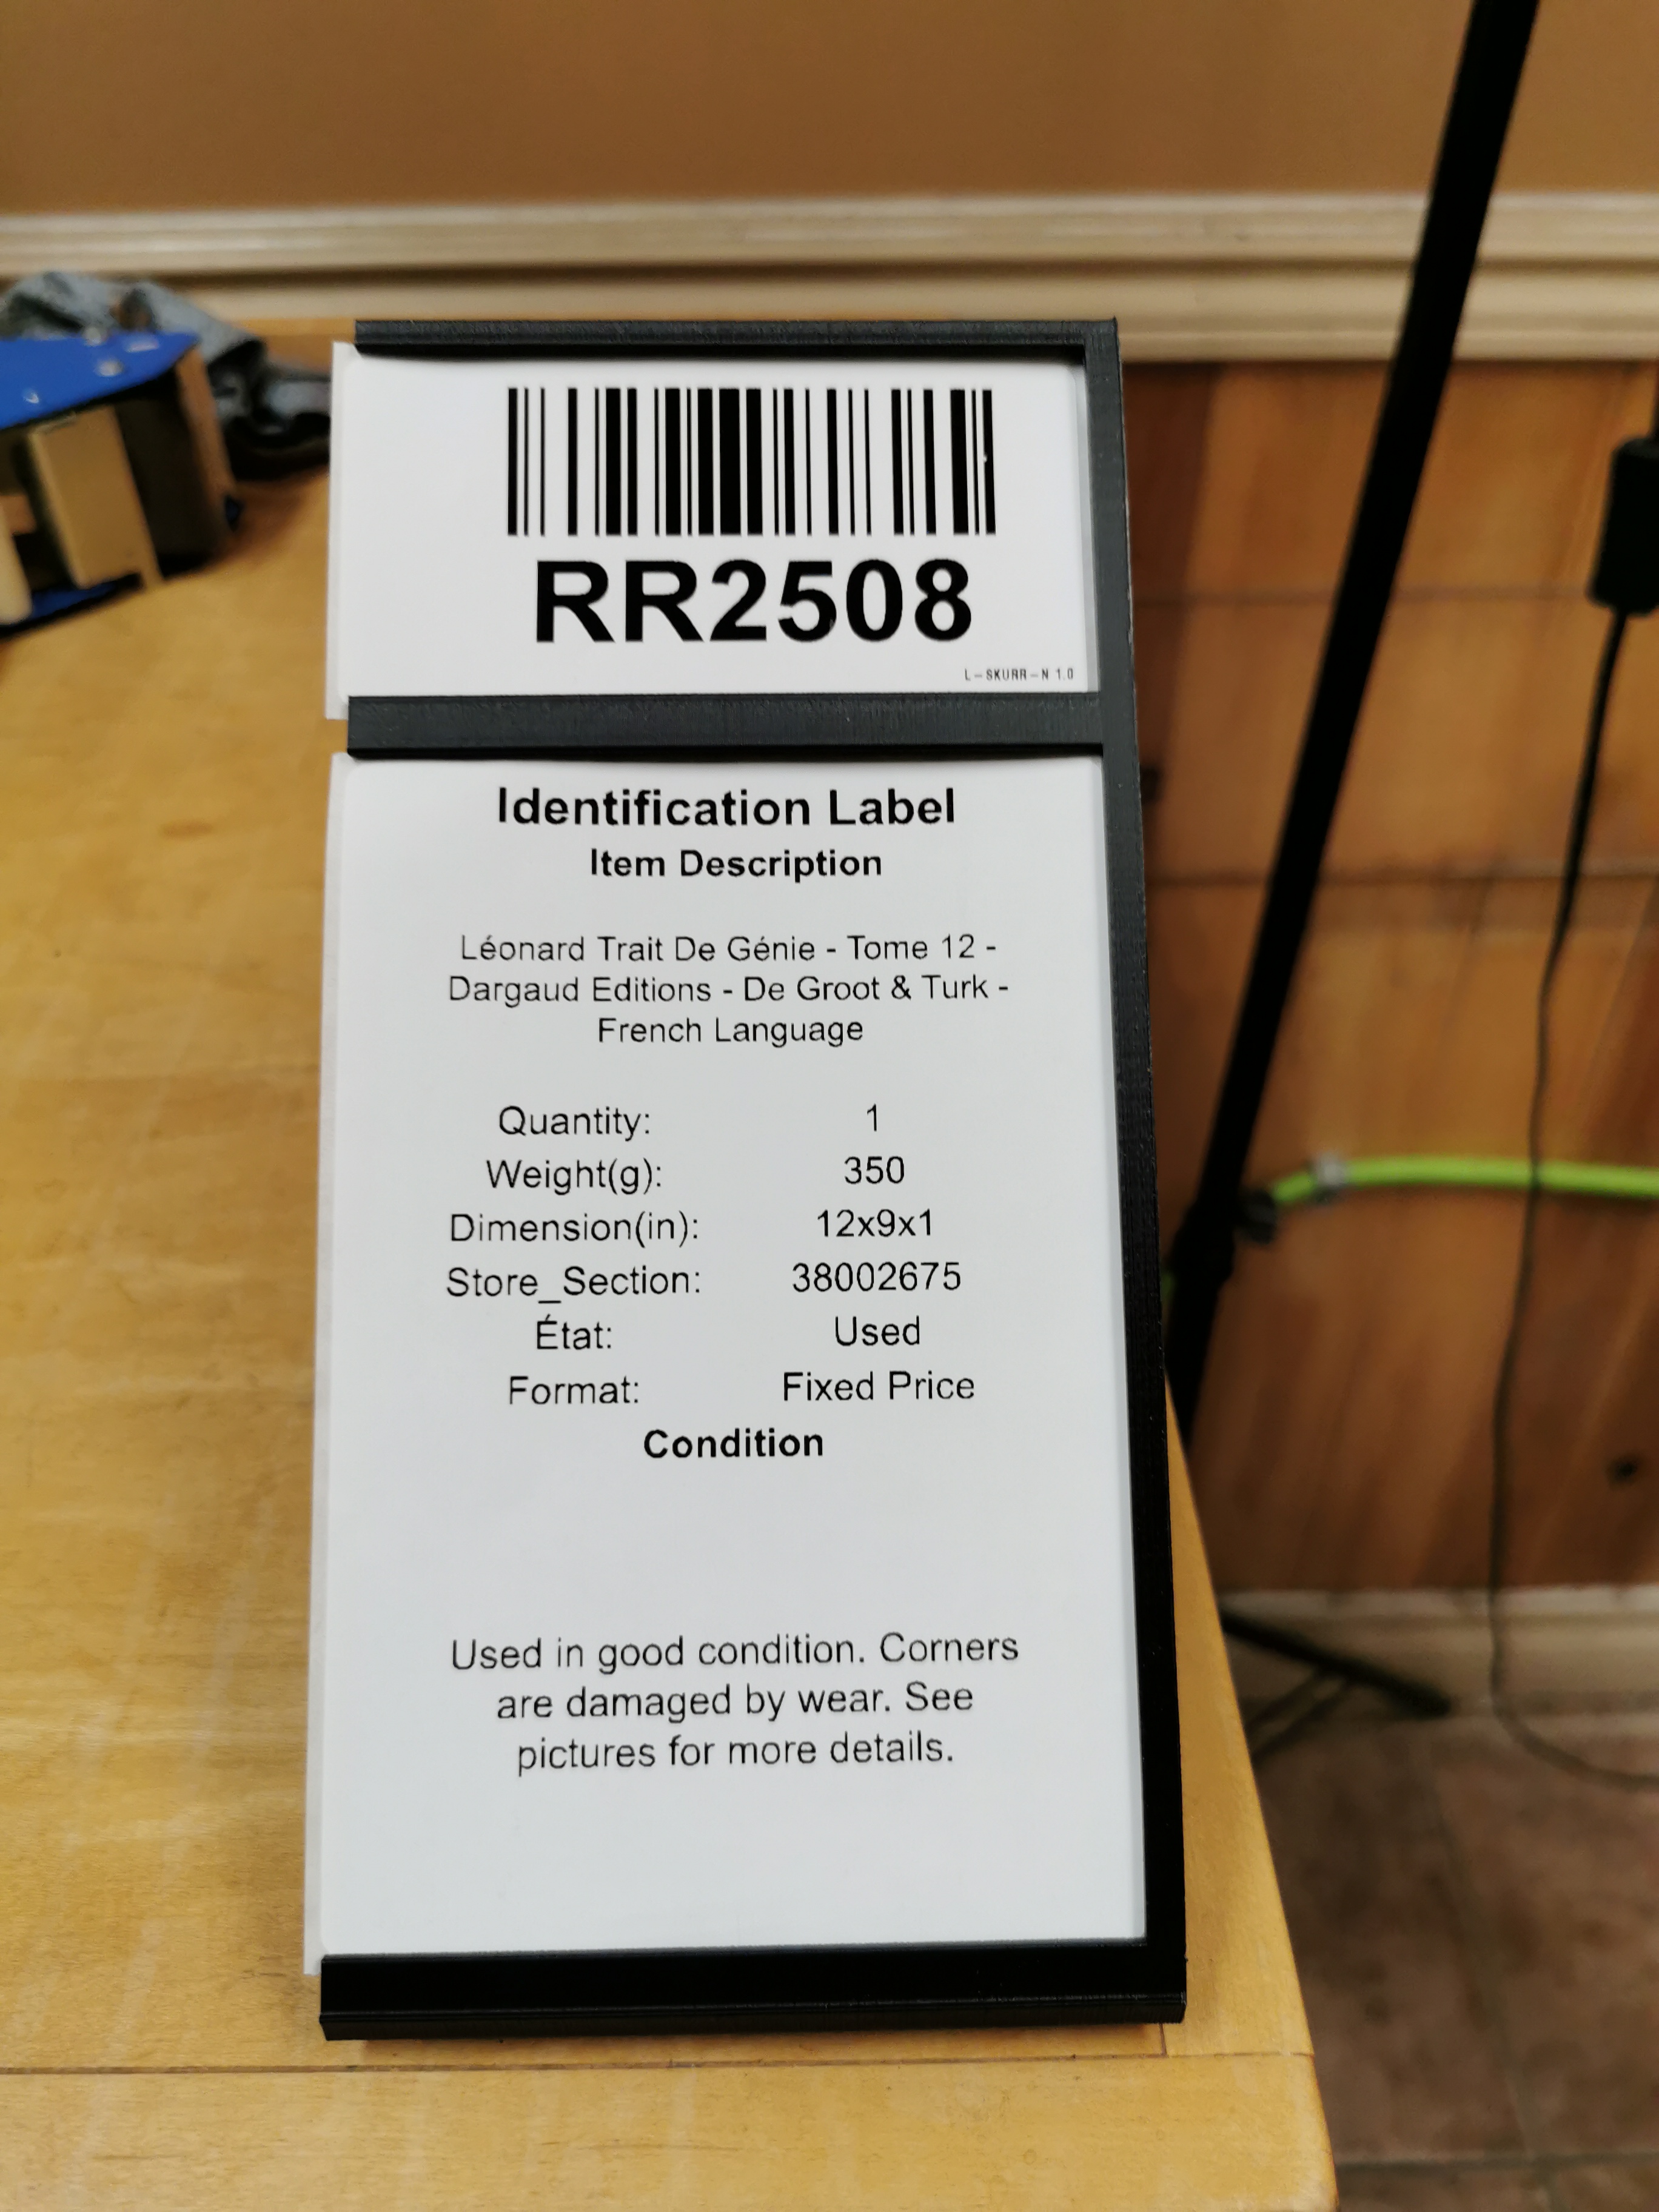 RR2508
L-SKURR-N 1.0
Identification Label
Item Description
Léonard Trait De Génie - Tome 12 -
Dargaud Editions - De Groot & Turk -
French Language
Quantity: 1
Weight(g): 350
Dimension(in): 12x9x1
Store_Section: 38002675
État: Used
Format: Fixed Price
Condition
Used in good condition. Corners
are damaged by wear. See
pictures for more details.